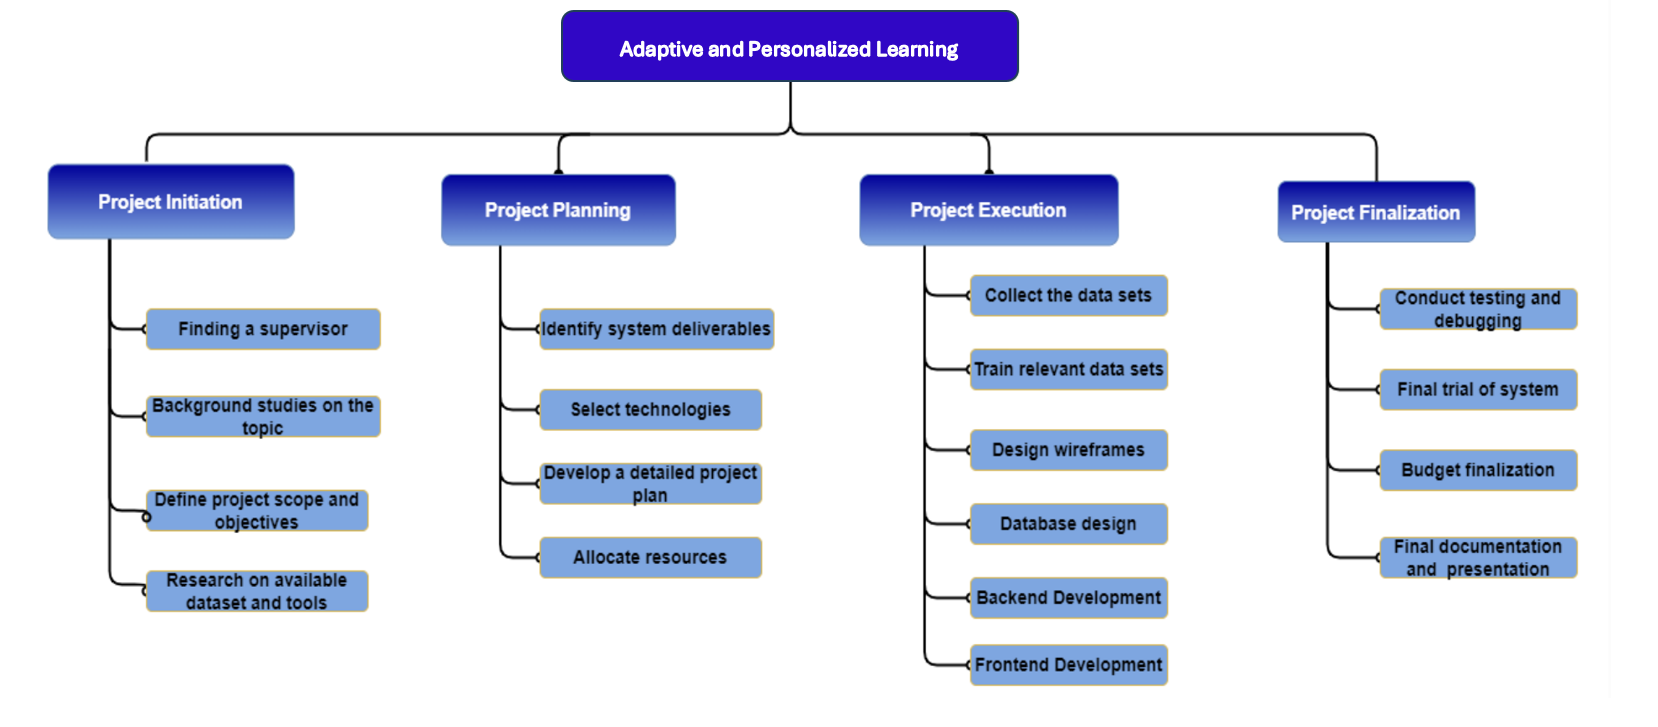 Adaptive and Personalized Learning
Project Initiation
Finding a supervisor
Background studies on the
topic
Define project scope and
objectives
Research on available
dataset and tools
Project Planning
Identify system deliverables
Select technologies
Develop a detailed project
plan
Allocate resources
Project Execution
Collect the data sets
Train relevant data sets
Design wireframes
Database design
Backend Development
Frontend Development
Project Finalization
Conduct testing and
debugging
Final trial of system
Budget finalization
Final documentation
and  presentation